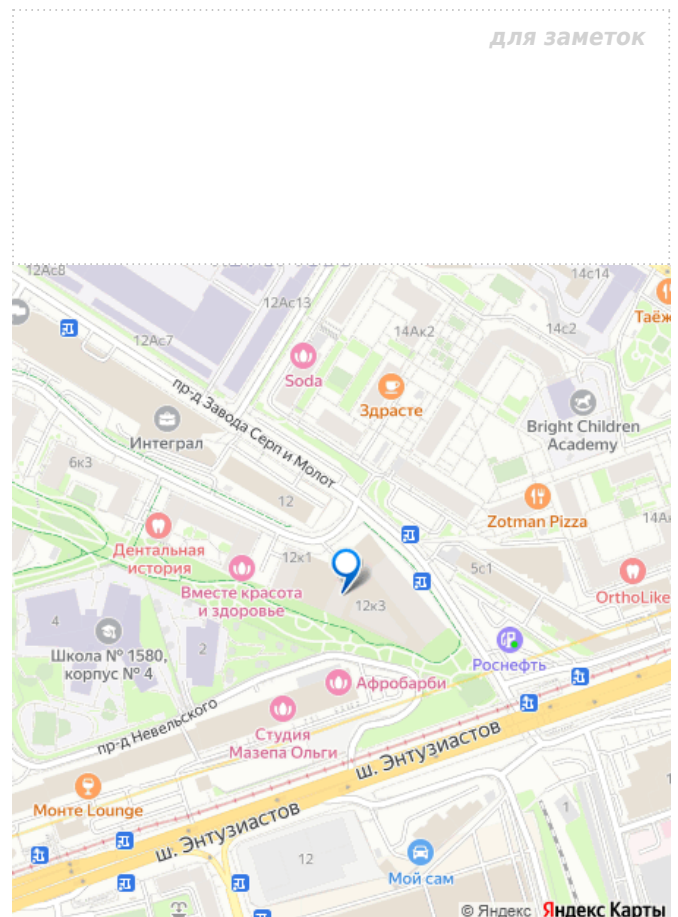 для заметок
12Ас8
14с14
12Ас13
Таёж
12Ас7
14Ак2
14с2
Soda
пр-д Завода Серп и Молот
Здрасте
Bright Children
Academy
Интеграл
6к3
12
Zotman Pizza
14А
Дентальная
история
12к1
5с1
Вместе красота
и здоровье
12к3
OrthoLike
4
Школа № 1580,
корпус № 4
2
Роснефть
Афробарби
пр-д Невельского
Студия
Мазепа Ольги
ш. Энтузиастов
Монте Lounge
1
1
ш. Энтузиастов
12
Мой сам
© Яндекс Яндекс Карты